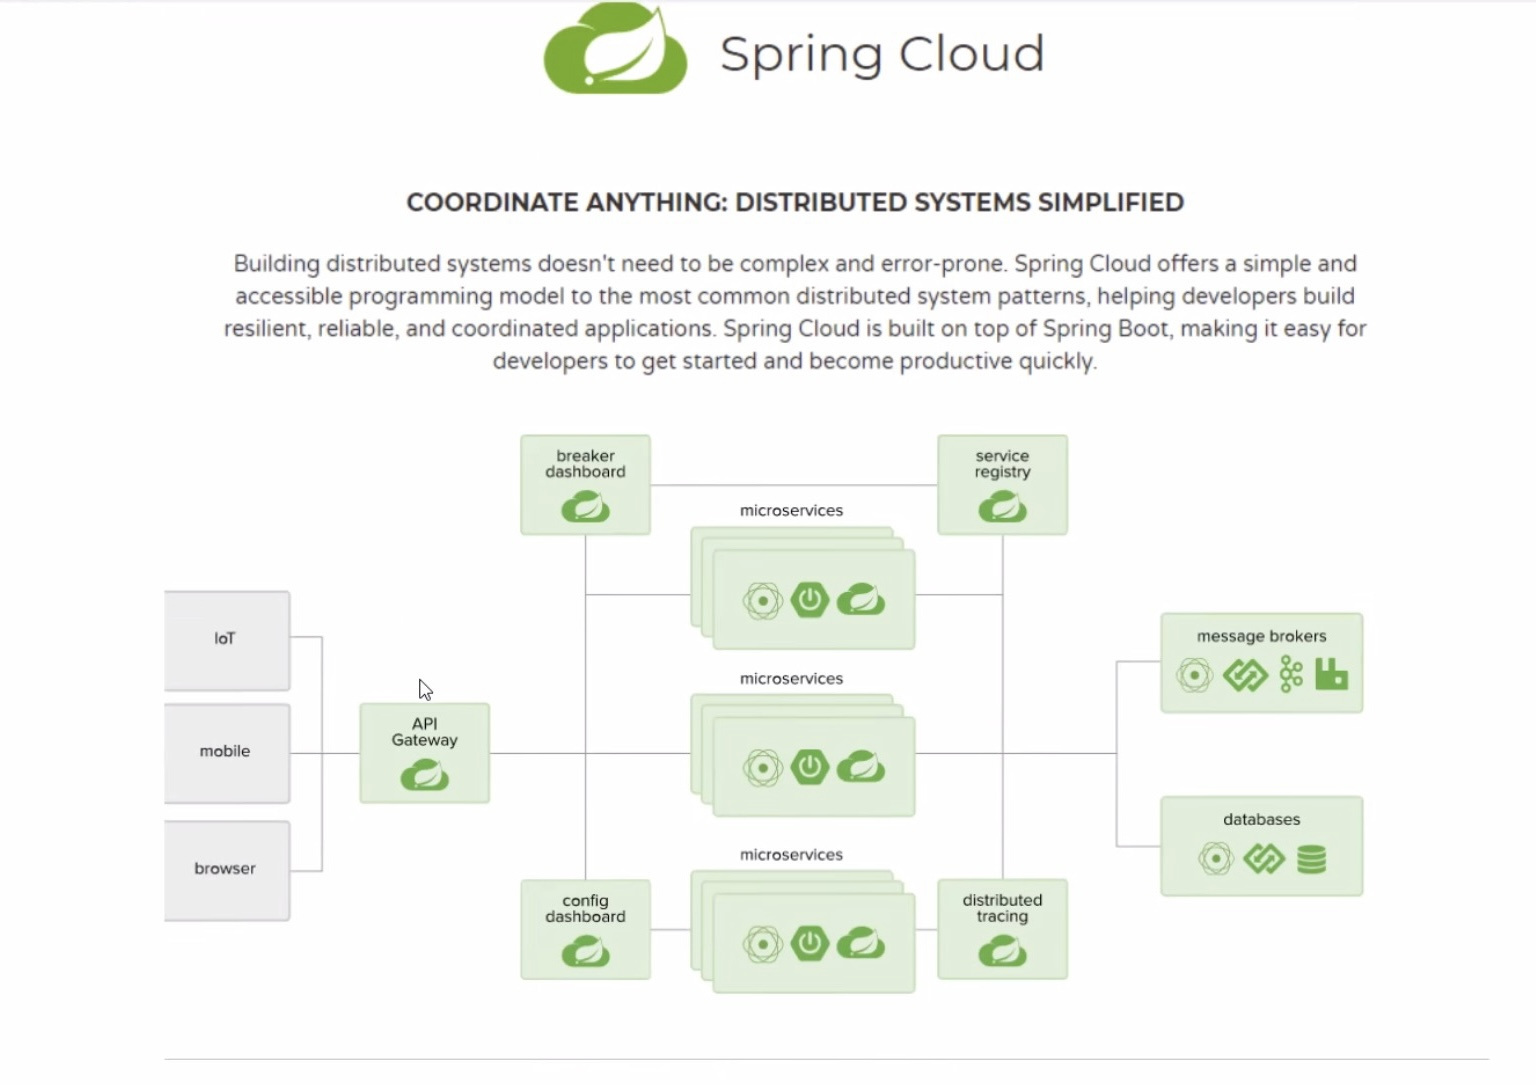 Spring Cloud
COORDINATE ANYTHING: DISTRIBUTED SYSTEMS SIMPLIFIED
Building distributed systems doesn't need to be complex and error-prone. Spring Cloud offers a simple and
accessible programming model to the most common distributed system patterns, helping developers build
resilient, reliable, and coordinated applications. Spring Cloud is built on top of Spring Boot, making it easy for
developers to get started and become productive quickly.
breaker
dashboard
service
registry
microservices
IoT
message brokers
microservices
API
Gateway
mobile
databases
microservices
browser
config
dashboard
distributed
tracing